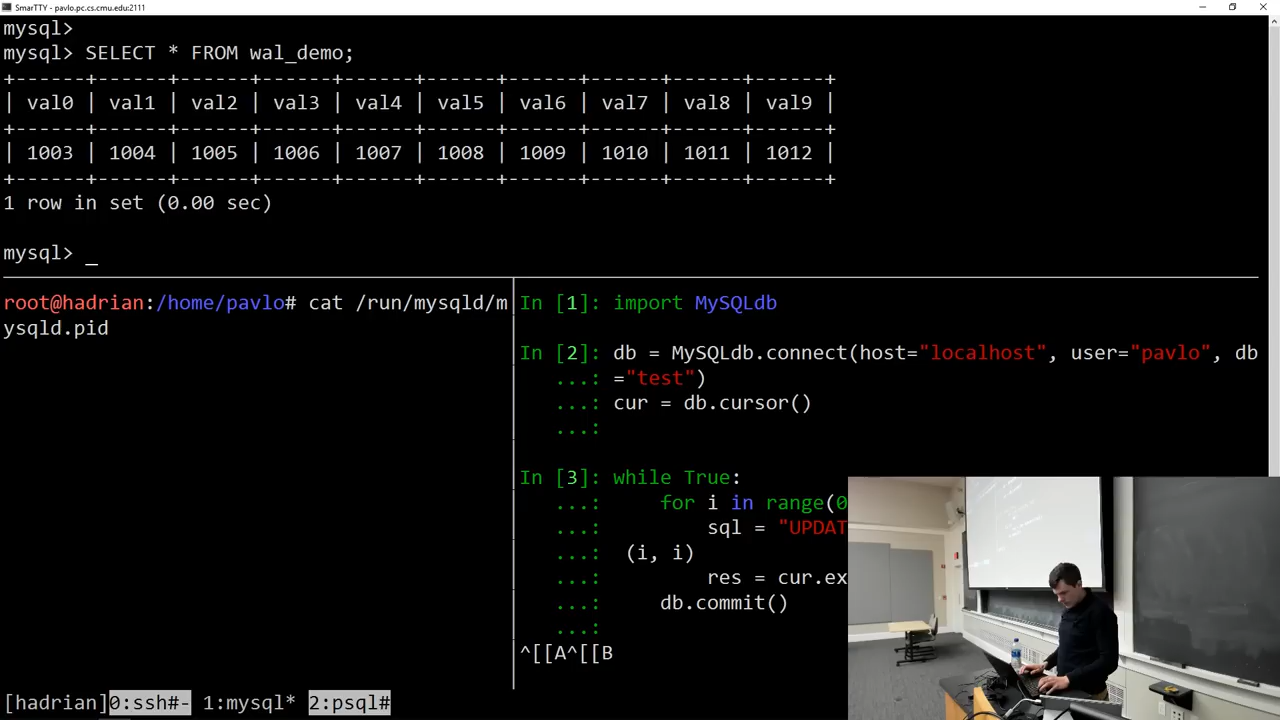 SmarTTY - pavlo.pc.cs.cmu.edu:2111
mysql>
mysql> SELECT * FROM wal_demo;
+------+------+------+------+------+------+------+------+------+------+
| val0 | val1 | val2 | val3 | val4 | val5 | val6 | val7 | val8 | val9 |
+------+------+------+------+------+------+------+------+------+------+
| 1003 | 1004 | 1005 | 1006 | 1007 | 1008 | 1009 | 1010 | 1011 | 1012 |
+------+------+------+------+------+------+------+------+------+------+
1 row in set (0.00 sec)
mysql> _
root@hadrian:/home/pavlo# cat /run/mysqld/m
ysqld.pid
In [1]: import MySQLdb
In [2]: db = MySQLdb.connect(host="localhost", user="pavlo", db
...: ="test")
...: cur = db.cursor()
...:
In [3]: while True:
...: for i in range(0
...: sql = "UPDAT
...: (i, i)
...: res = cur.ex
...: db.commit()
...:
^[[A^[[B
[hadrian]0:ssh#- 1:mysql* 2:psql#